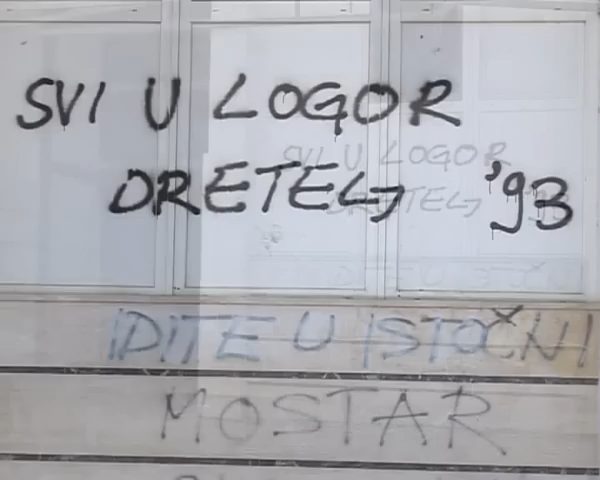 SVI U LOGOR
DRETELJ '93
IDITE U ISTOČNI
MOSTAR